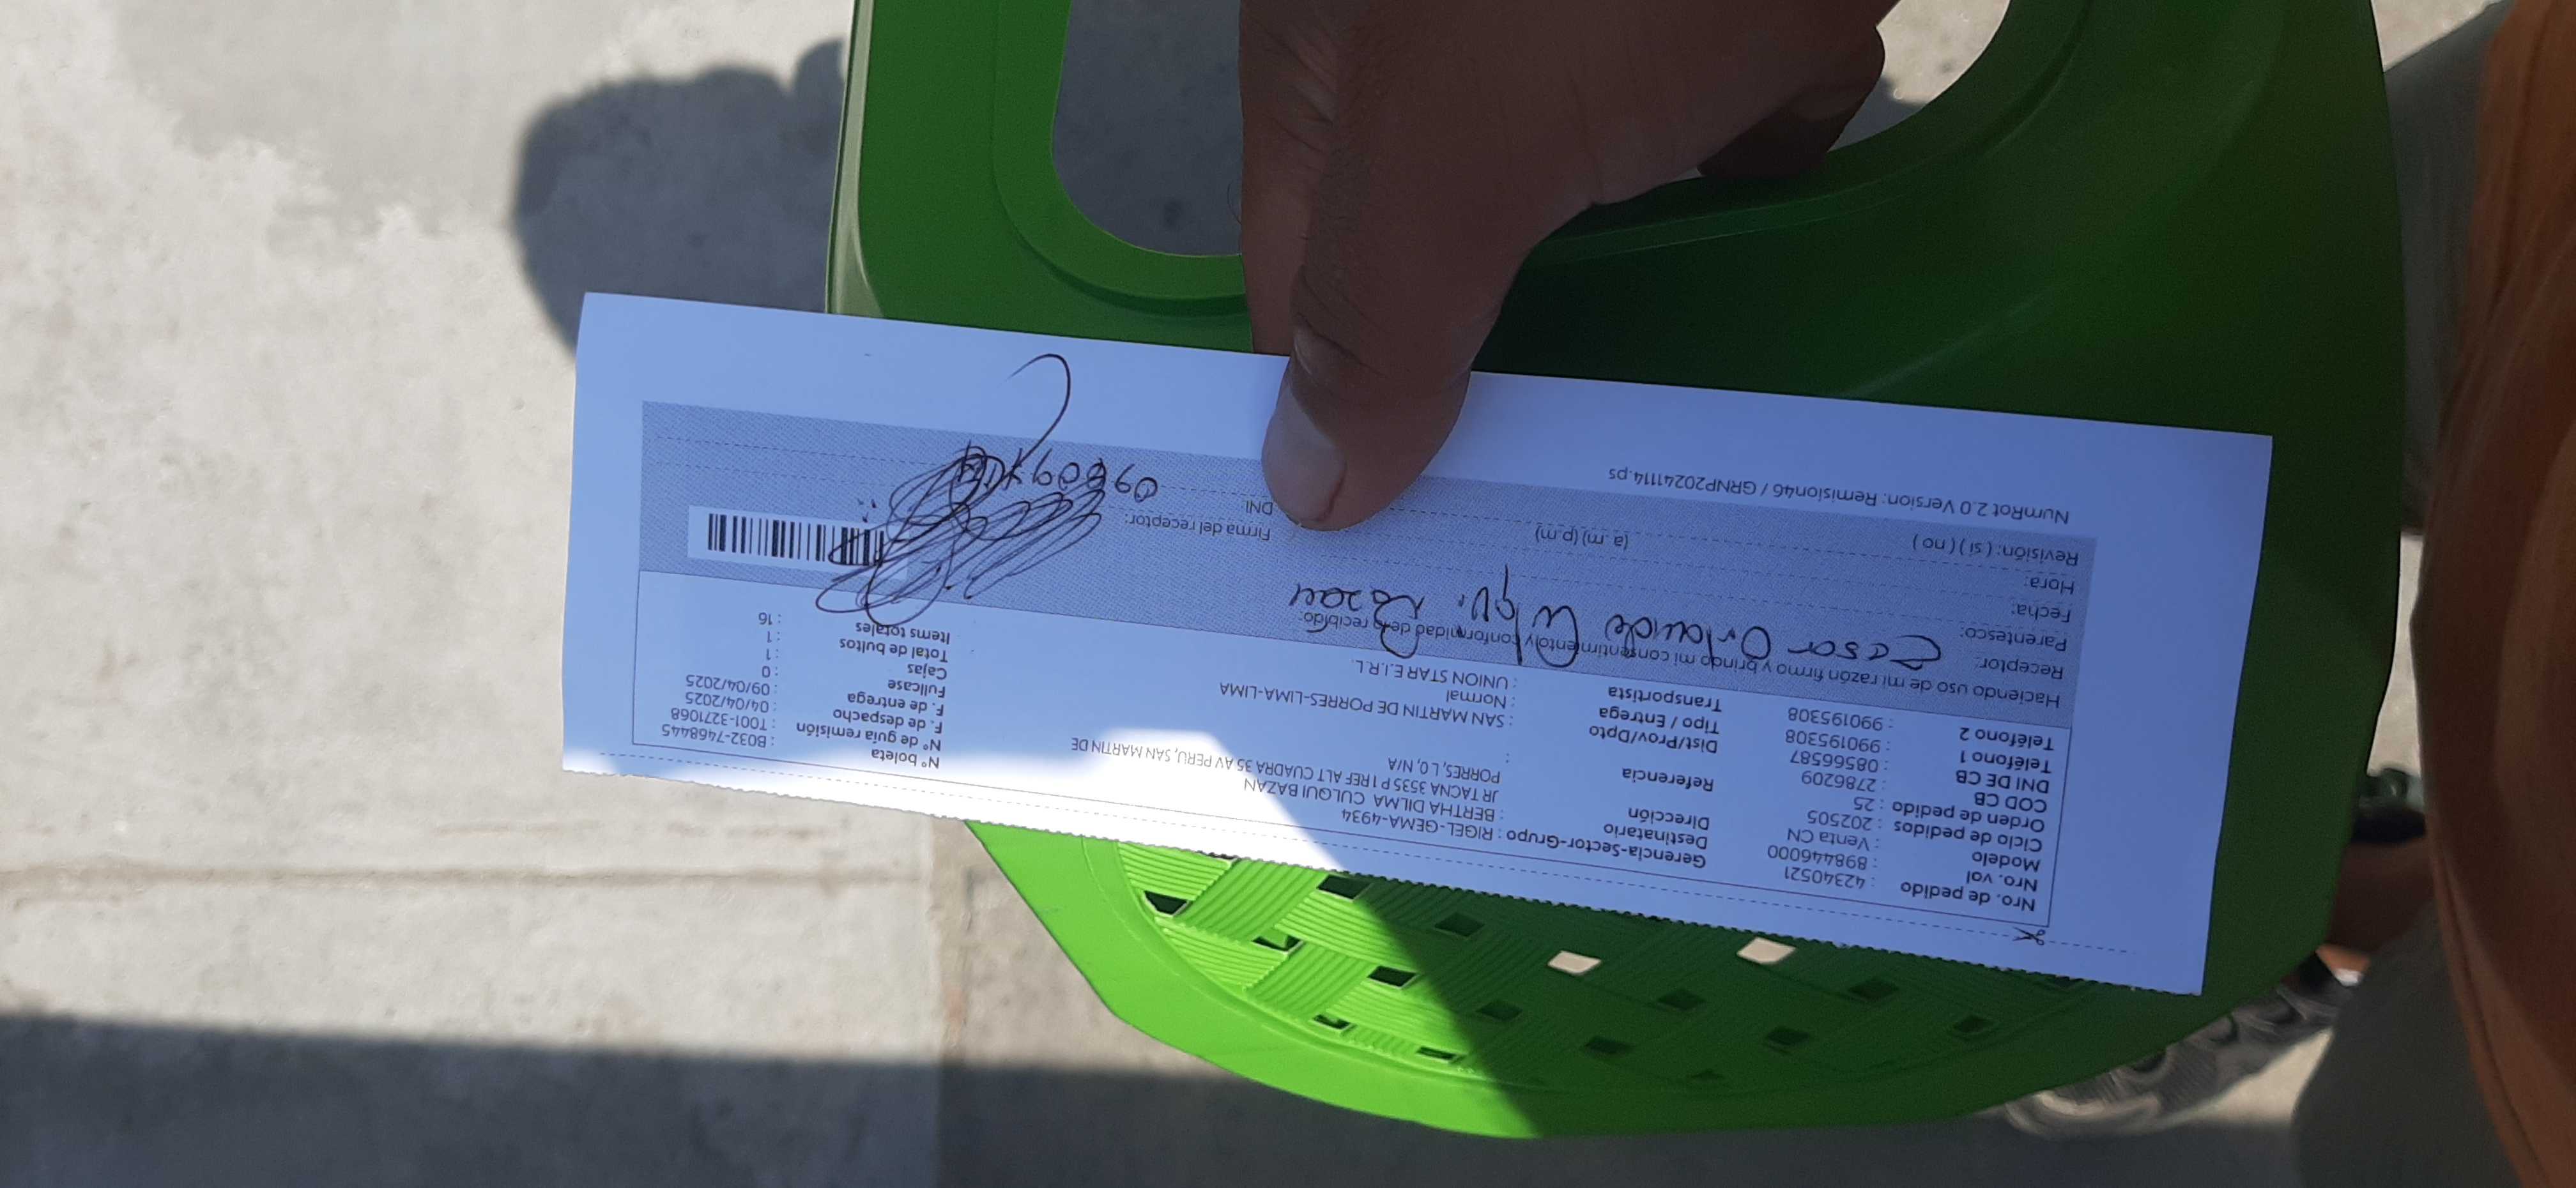 Nro. de pedido : 42340521
Nro. val : 898446000
Modelo : Venta CN
Ciclo de pedidos : 202505
Orden de pedido : 25
COD CB : 2786209
DNI DE CB : 08566587
Teléfono 1 : 990195308
Teléfono 2 : 990195308
Gerencia-Sector-Grupo : RIGEL-GEMA-4934
Destinatario : BERTHA DILMA CULQUI BAZAN
Dirección : JR TACNA 3535 P 1 REF ALT CUADRA 35 AV PERU, SAN MARTIN DE
PORRES, L 0, N/A
Referencia :
Dist/Prov/Dpto : SAN MARTIN DE PORRES-LIMA-LIMA
Tipo / Entrega : Normal
Transportista : UNION STAR E.I.R.L.
N° boleta : B032-7468445
N° de guía remisión : T001-3271068
F. de despacho : 04/04/2025
F. de entrega : 09/04/2025
Fullcase : 0
Cajas : 1
Total de bultos : 1
Items totales : 16
Haciendo uso de mi razón firmo y brindo mi consentimiento y conformidad de lo recibido:
Receptor: Cesar Orlando
Parentesco:
Fecha:
Hora: (a.m) (p.m)
Revisión: ( si ) ( no )
Firma del receptor:
DNI:
NumRot 2.0 Version: Remision46 / GRNP20241114.ps